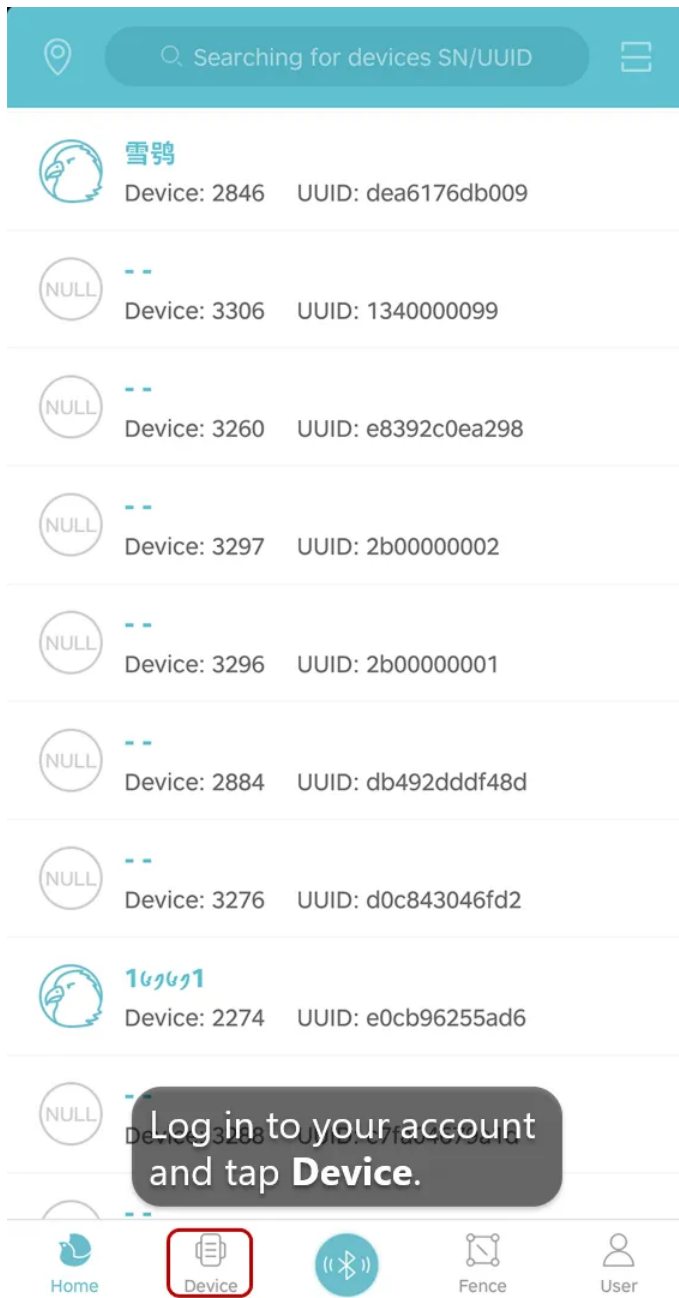 Searching for devices SN/UUID
雪鸮
Device: 2846 UUID: dea6176db009
NULL
- -
Device: 3306 UUID: 1340000099
NULL
- -
Device: 3260 UUID: e8392c0ea298
NULL
- -
Device: 3297 UUID: 2b00000002
NULL
- -
Device: 3296 UUID: 2b00000001
NULL
- -
Device: 2884 UUID: db492dddf48d
NULL
- -
Device: 3276 UUID: d0c843046fd2
Device: 2274 UUID: e0cb96255ad6
NULL
- -
Device: 3288 UUID:
Log in to your account
and tap Device.
- -
Home Device Fence User